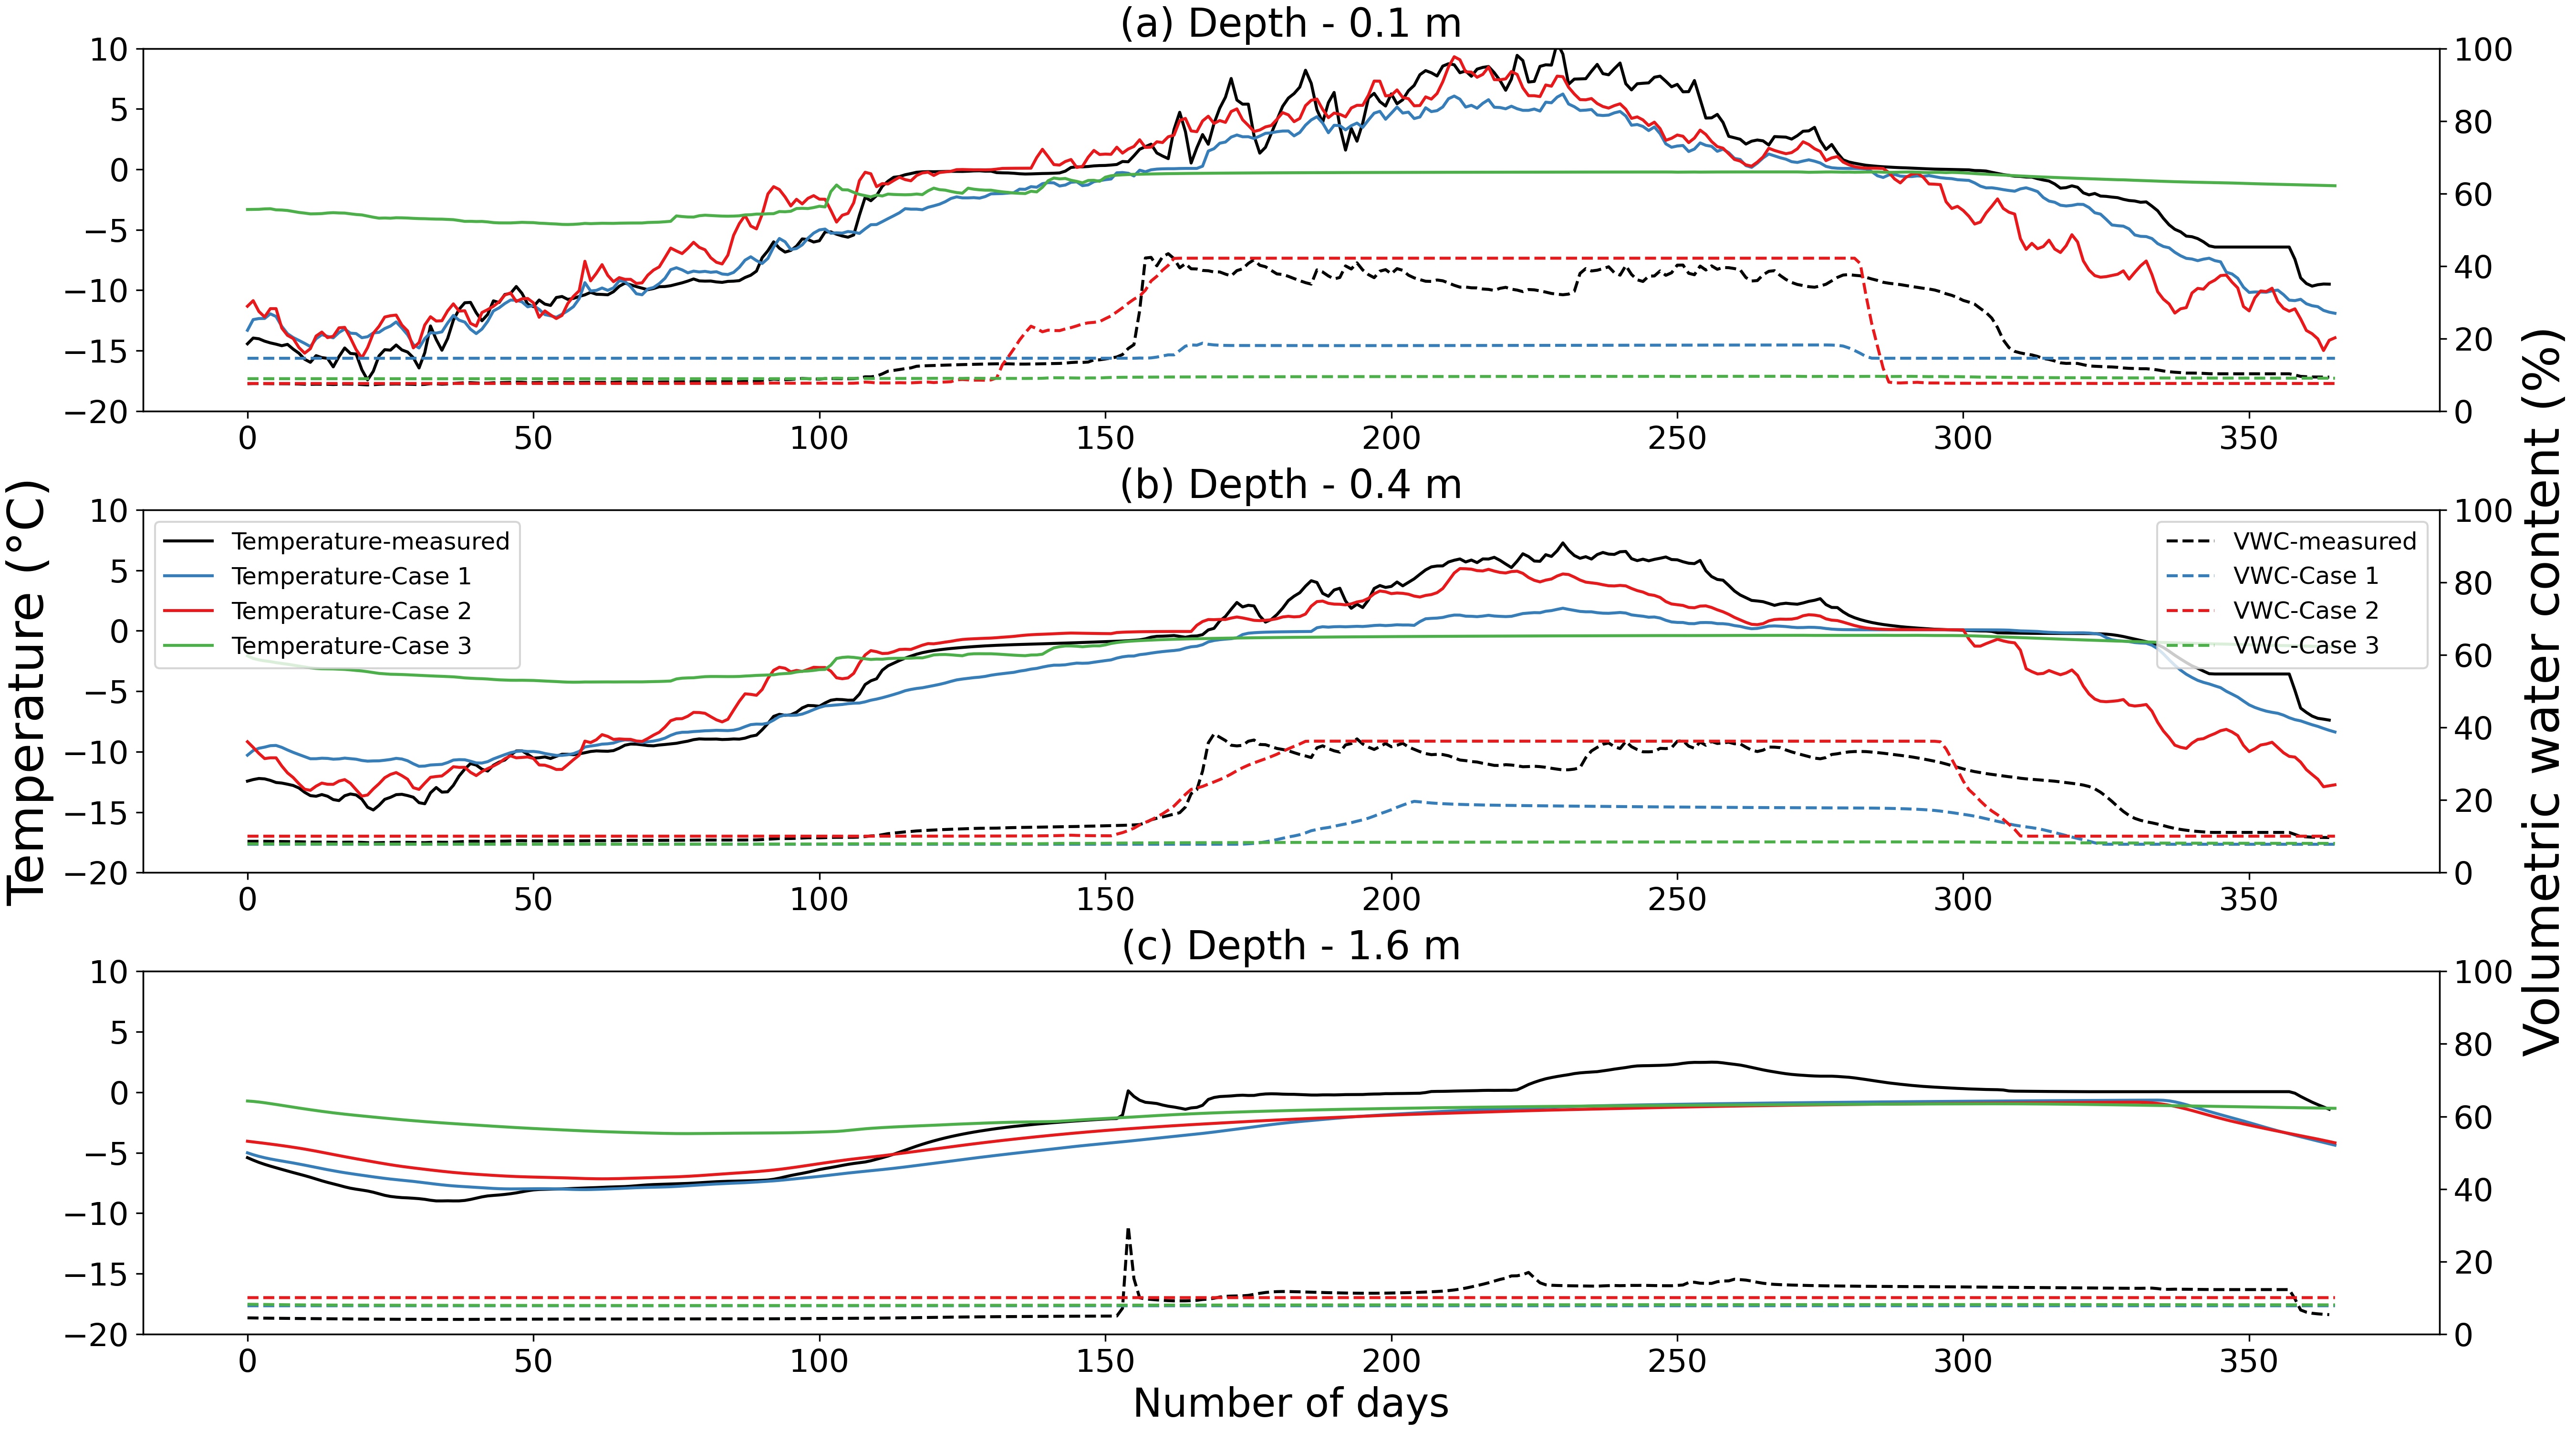 (a) Depth - 0.1 m
10
5
0
−5
−10
−15
−20
100
80
60
40
20
0
0 50 100 150 200 250 300 350
(b) Depth - 0.4 m
10
5
0
−5
−10
−15
−20
Temperature-measured
Temperature-Case 1
Temperature-Case 2
Temperature-Case 3
VWC-measured
VWC-Case 1
VWC-Case 2
VWC-Case 3
100
80
60
40
20
0
0 50 100 150 200 250 300 350
(c) Depth - 1.6 m
10
5
0
−5
−10
−15
−20
100
80
60
40
20
0
0 50 100 150 200 250 300 350
Number of days
Temperature (°C)
Volumetric water content (%)